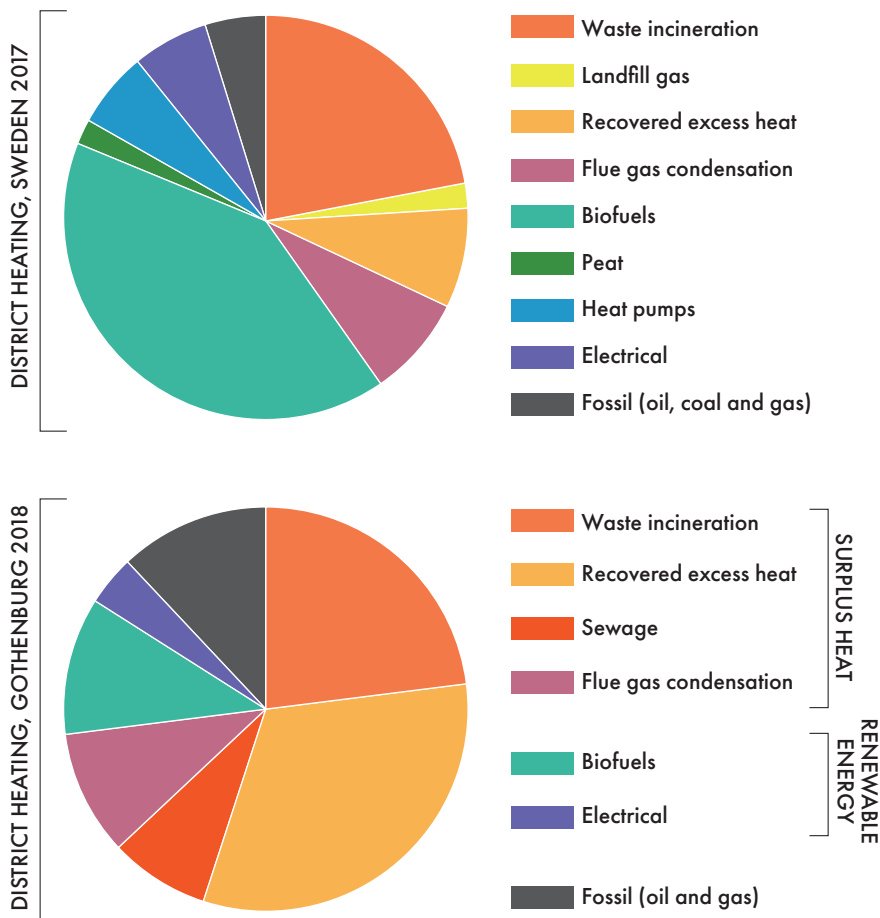 DISTRICT HEATING, SWEDEN 2017
Waste incineration
Landfill gas
Recovered excess heat
Flue gas condensation
Biofuels
Peat
Heat pumps
Electrical
Fossil (oil, coal and gas)
DISTRICT HEATING, GOTHENBURG 2018
Waste incineration
Recovered excess heat
Sewage
Flue gas condensation
SURPLUS HEAT
Biofuels
Electrical
RENEWABLE
ENERGY
Fossil (oil and gas)